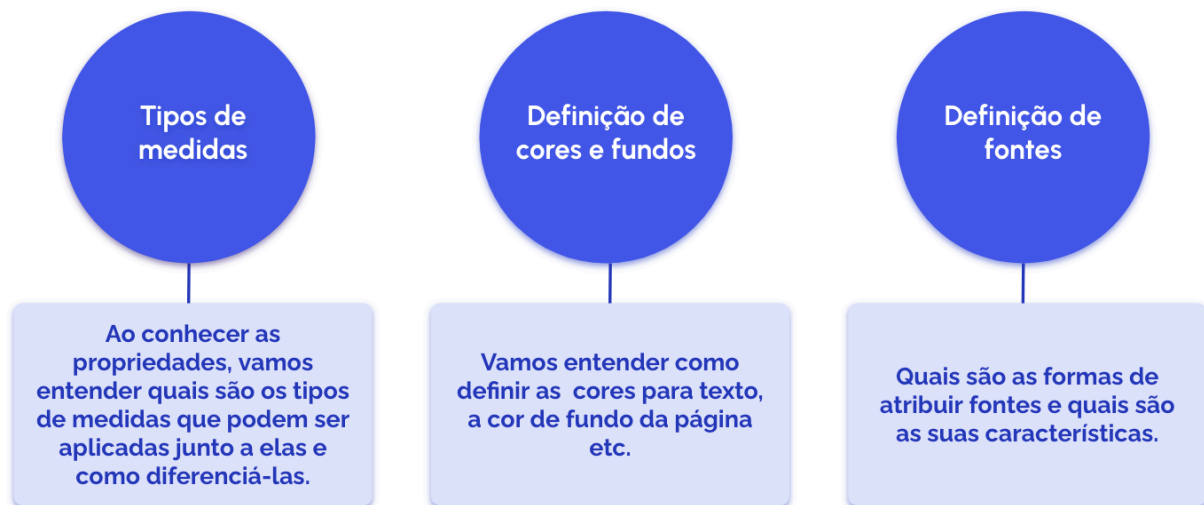 Tipos de
medidas
Definição de
cores e fundos
Definição de
fontes
Ao conhecer as
propriedades, vamos
entender quais são os tipos
de medidas que podem ser
aplicadas junto a elas e
como diferenciá-las.
Vamos entender como
definir as cores para texto,
a cor de fundo da página
etc.
Quais são as formas de
atribuir fontes e quais são
as suas características.